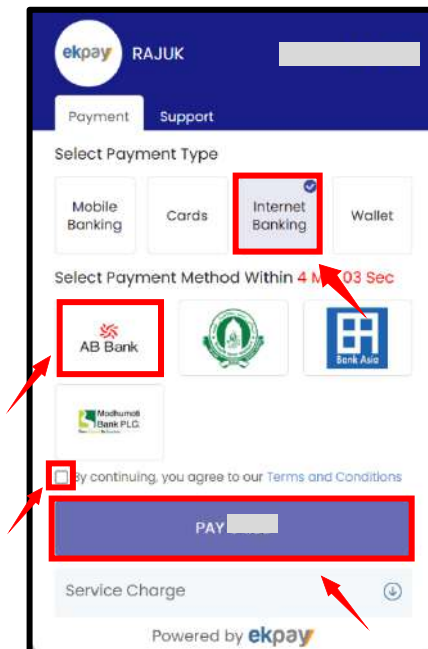 ekpay RAJUK
Payment Support
Select Payment Type
Mobile Banking
Cards
Internet Banking
Wallet
Select Payment Method Within 4 M 03 Sec
AB Bank
Bank Asia
Modhumoti
Bank PLC.
By continuing, you agree to our Terms and Conditions
PAY
Service Charge
Powered by ekpay